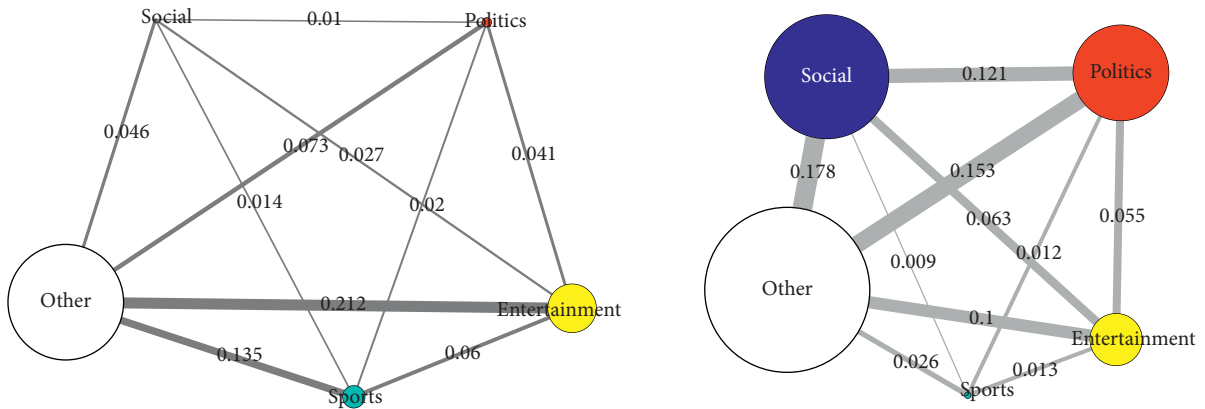 Social
0.01
Politics
0.046
0.073
0.027
0.041
0.014
0.02
Other
0.212
Entertainment
0.135
0.06
Sports
Social
0.121
Politics
0.178
0.153
0.063
0.055
0.009
0.012
Other
0.1
Entertainment
0.026
0.013
Sports